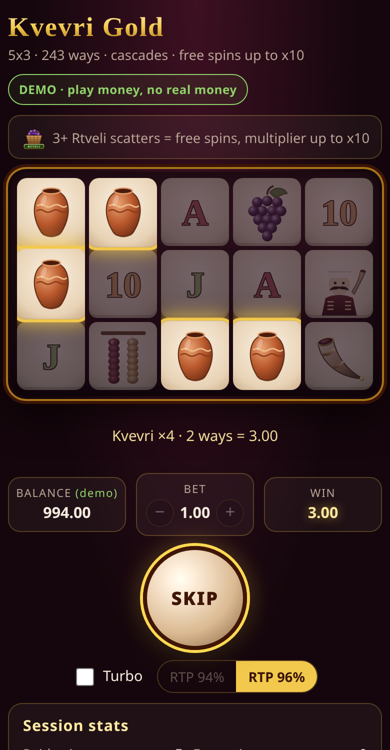 Kvevri Gold
5x3 · 243 ways · cascades · free spins up to x10
DEMO · play money, no real money
3+ Rtveli scatters = free spins, multiplier up to x10
A 10
10 J A
J
Kvevri ×4 · 2 ways = 3.00
BALANCE (demo)
994.00
BET
− 1.00 +
WIN
3.00
SKIP
Turbo
RTP 94% RTP 96%
Session stats